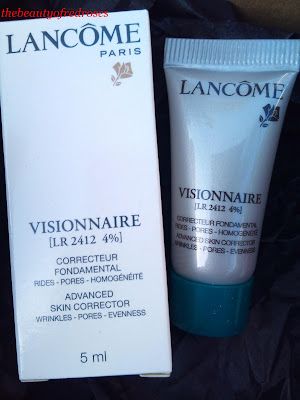 thebeautyofredroses
LANCÔME
PARIS
VISIONNAIRE
[LR 2412 4%]
CORRECTEUR
FONDAMENTAL
RIDES - PORES - HOMOGÉNÉITÉ
ADVANCED
SKIN CORRECTOR
WRINKLES - PORES - EVENNESS
5 ml
LANCÔME
VISIONNAIRE
[LR 2412 4%]
CORRECTEUR FONDAMENTAL
RIDES - PORES - HOMOGÉNÉITÉ
ADVANCED SKIN CORRECTOR
WRINKLES - PORES - EVENNESS